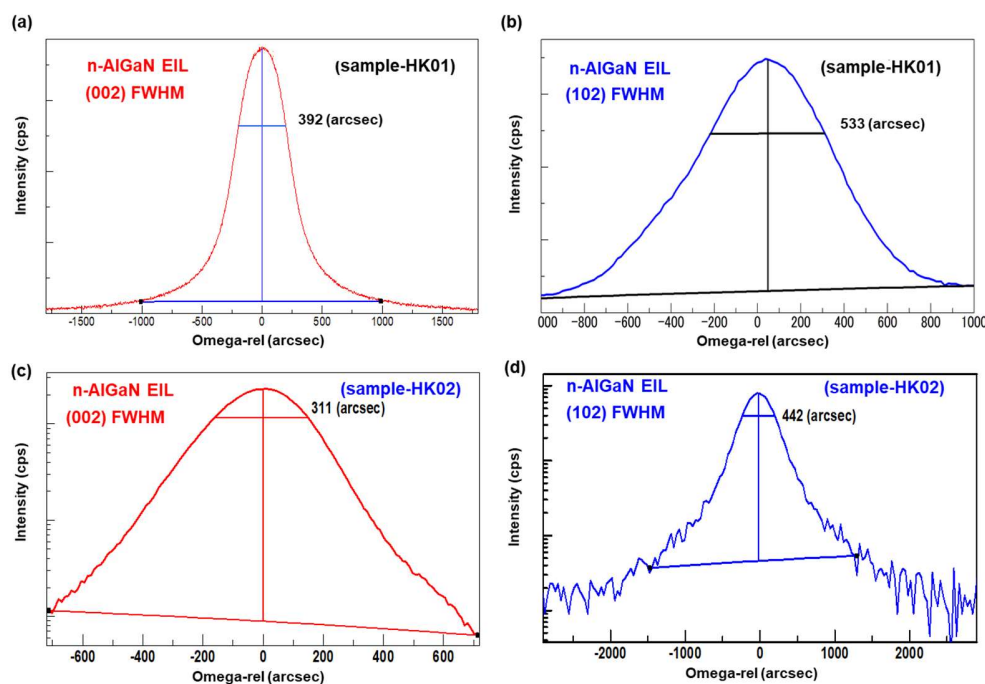 (a)
n-AlGaN EIL
(002) FWHM
(sample-HK01)
392 (arcsec)
Intensity (cps)
-1500 -1000 -500 0 500 1000 1500
Omega-rel (arcsec)
(b)
n-AlGaN EIL
(102) FWHM
(sample-HK01)
533 (arcsec)
Intensity (cps)
000 -800 -600 -400 -200 0 200 400 600 800 1000
Omega-rel (arcsec)
(c)
n-AlGaN EIL
(002) FWHM
(sample-HK02)
311 (arcsec)
Intensity (cps)
-600 -400 -200 0 200 400 600
Omega-rel (arcsec)
(d)
n-AlGaN EIL
(102) FWHM
(sample-HK02)
442 (arcsec)
Intensity (cps)
-2000 -1000 0 1000 2000
Omega-rel (arcsec)